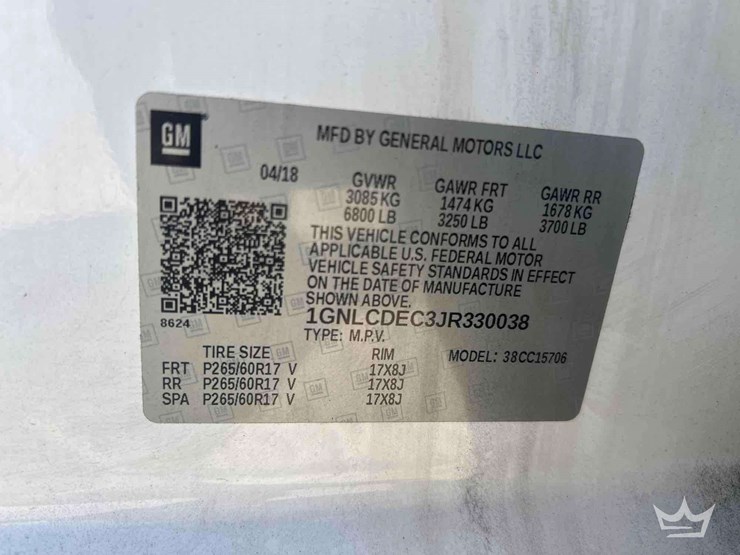 GM
MFD BY GENERAL MOTORS LLC
04/18
GVWR GAWR FRT GAWR RR
3085 KG 1474 KG 1678 KG
6800 LB 3250 LB 3700 LB
THIS VEHICLE CONFORMS TO ALL
APPLICABLE U.S. FEDERAL MOTOR
VEHICLE SAFETY STANDARDS IN EFFECT
ON THE DATE OF MANUFACTURE
SHOWN ABOVE.
8624
1GNLCDEC3JR330038
TYPE: M.P.V.
TIRE SIZE RIM MODEL: 38CC15706
FRT P265/60R17 V 17X8J
RR P265/60R17 V 17X8J
SPA P265/60R17 V 17X8J